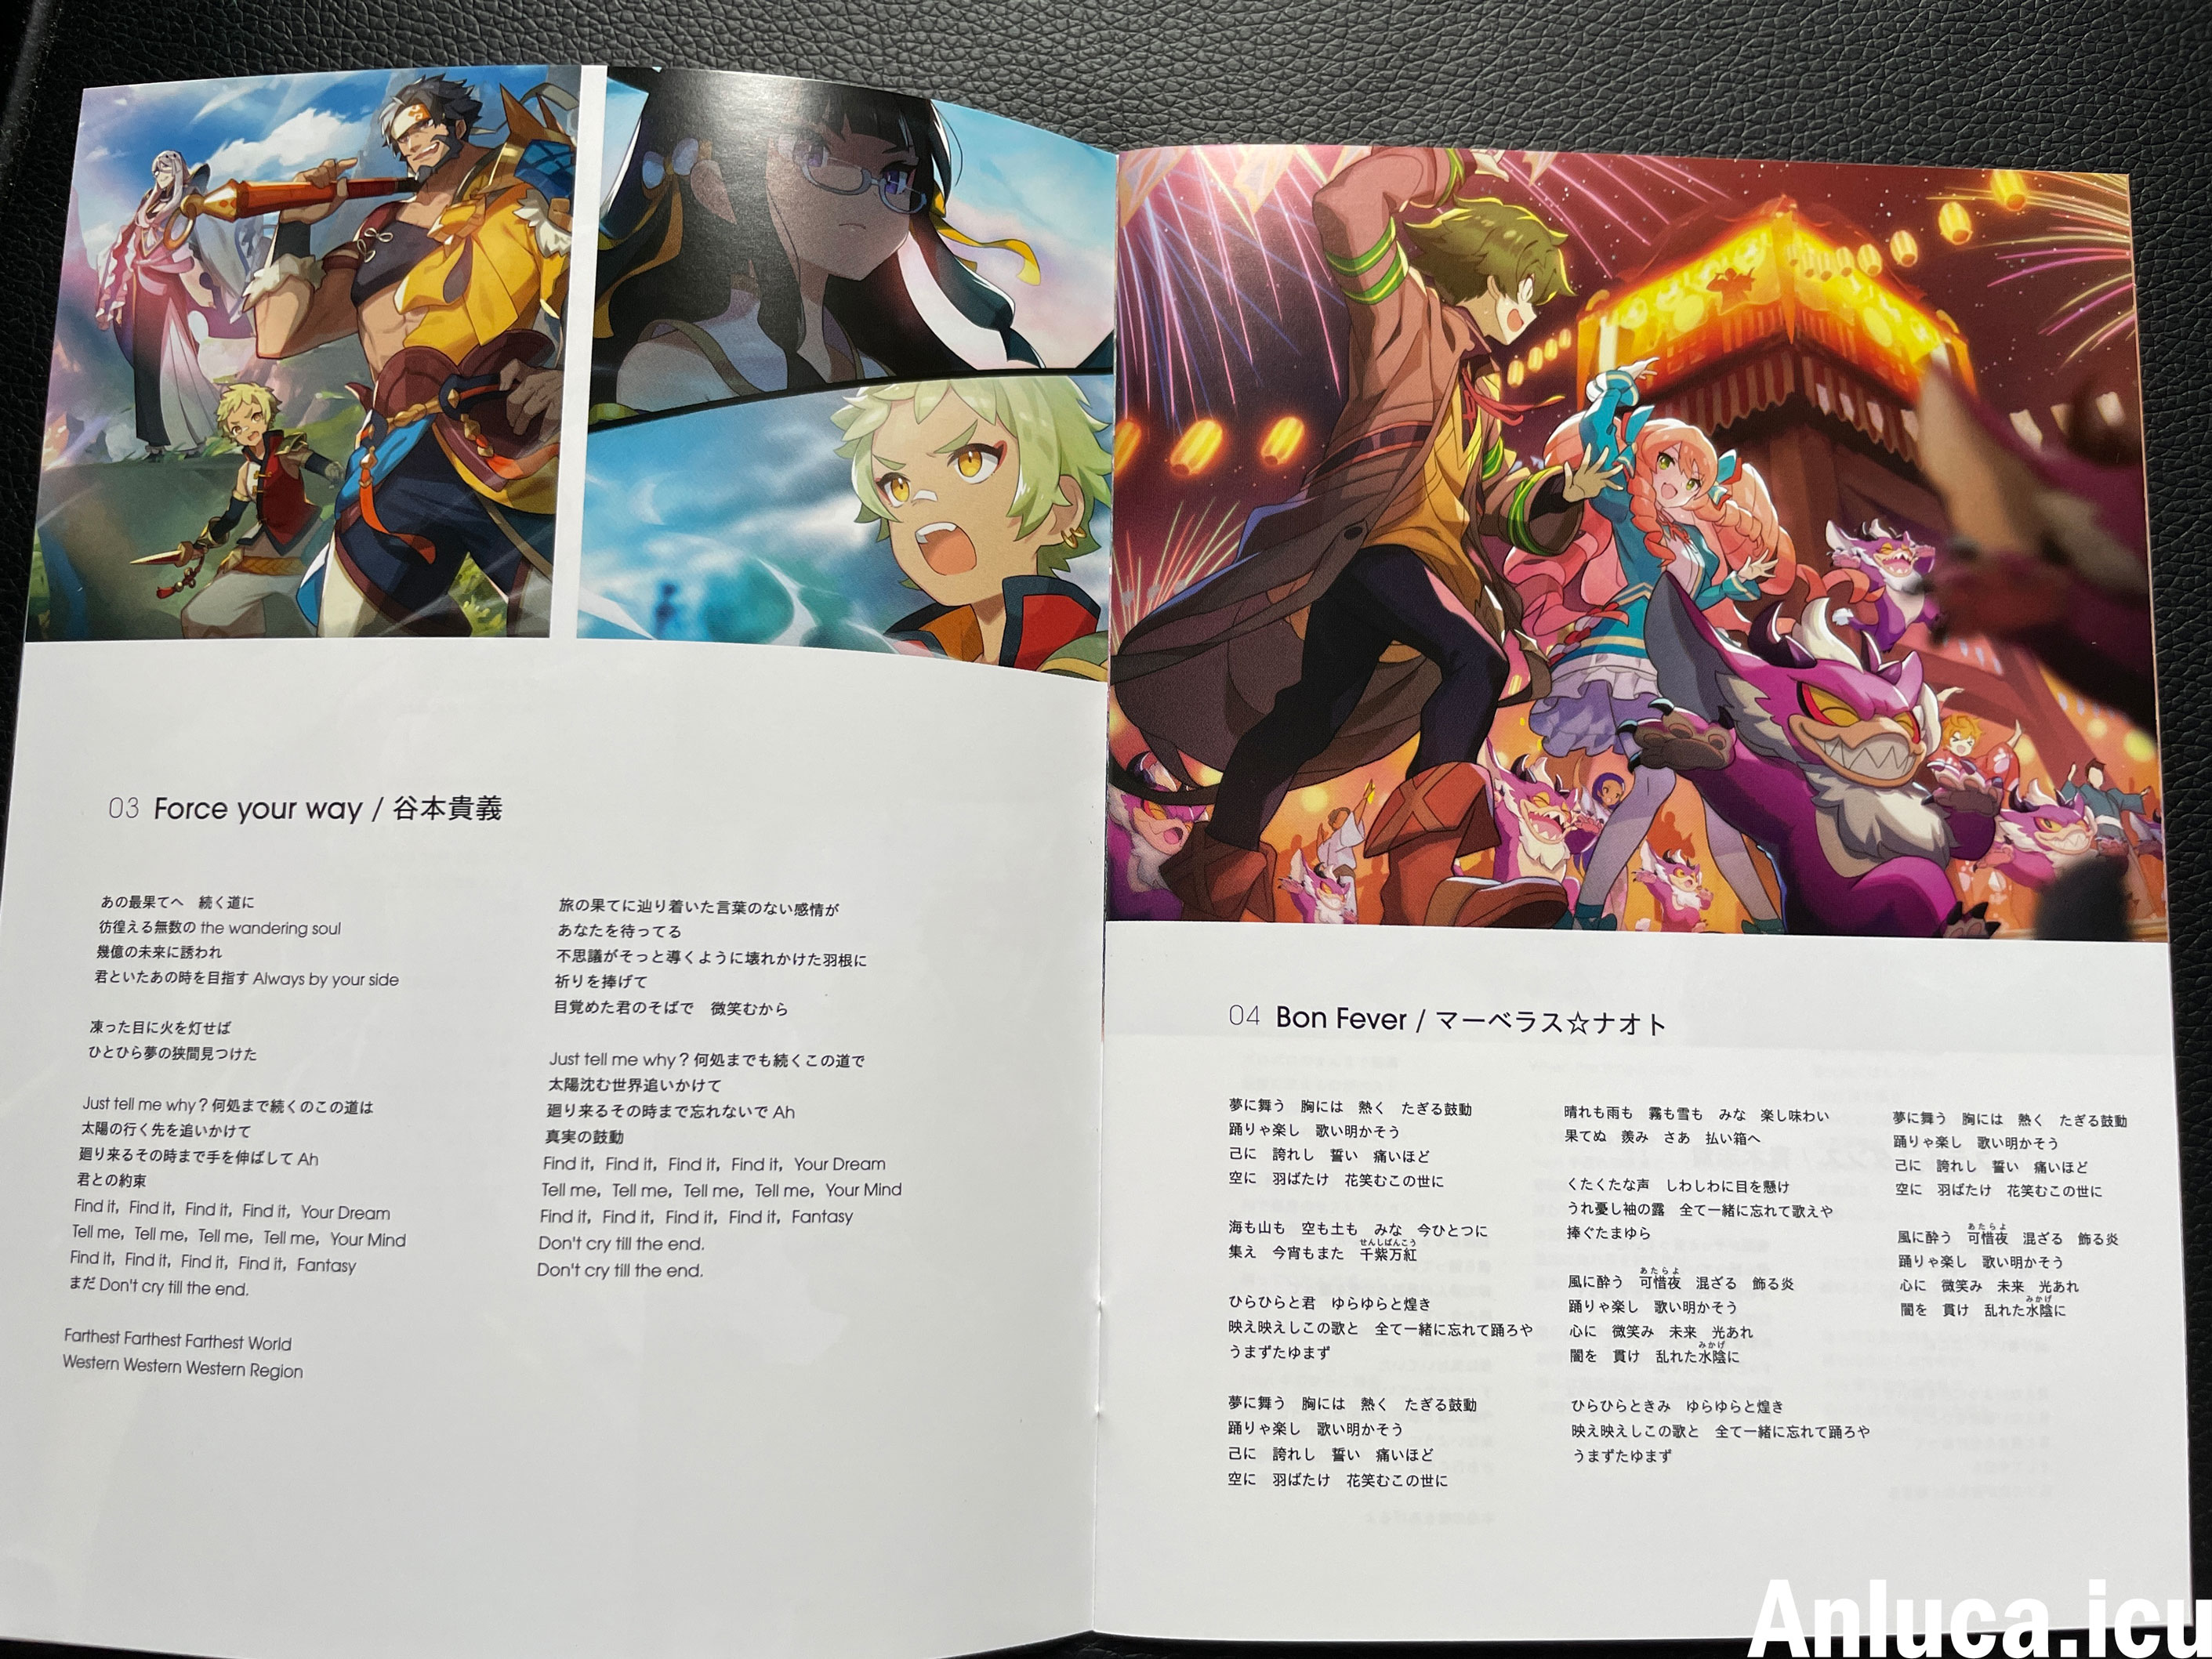 03 Force your way / 谷本貴義
あの最果てへ　続く道に
彷徨える無数の the wandering soul
幾億の未来に誘われ
君といたあの時を目指す Always by your side
凍った目に火を灯せば
ひとひら夢の狭間見つけた
Just tell me why？何処まで続くのこの道は
太陽の行く先を追いかけて
廻り来るその時まで手を伸ばして Ah
君との約束
Find it, Find it, Find it, Find it, Your Dream
Tell me, Tell me, Tell me, Tell me, Your Mind
Find it, Find it, Find it, Find it, Fantasy
まだ Don't cry till the end.
Farthest Farthest Farthest World
Western Western Western Region
旅の果てに辿り着いた言葉のない感情が
あなたを待ってる
不思議がそっと導くように壊れかけた羽根に
祈りを捧げて
目覚めた君のそばで　微笑むから
Just tell me why？何処までも続くこの道で
太陽沈む世界追いかけて
廻り来るその時まで忘れないで Ah
真実の鼓動
Find it, Find it, Find it, Find it, Your Dream
Tell me, Tell me, Tell me, Tell me, Your Mind
Find it, Find it, Find it, Find it, Fantasy
Don't cry till the end.
Don't cry till the end.
04 Bon Fever / マーベラス☆ナオト
夢に舞う　胸には　熱く　たぎる鼓動
踊りゃ楽し　歌い明かそう
己に　誇れし　誓い　痛いほど
空に　羽ばたけ　花笑むこの世に
海も山も　空も土も　みな　今ひとつに
せんしばんこう
集え　今宵もまた　千紫万紅
ひらひらと君　ゆらゆらと煌き
映え映えしこの歌と　全て一緒に忘れて踊ろや
うまずたゆまず
夢に舞う　胸には　熱く　たぎる鼓動
踊りゃ楽し　歌い明かそう
己に　誇れし　誓い　痛いほど
空に　羽ばたけ　花笑むこの世に
晴れも雨も　霧も雪も　みな　楽し味わい
果てぬ　羨み　さあ　払い箱へ
くたくたな声　しわしわに目を懸け
うれ憂し袖の露　全て一緒に忘れて歌えや
捧ぐたまゆら
あたらよ
風に酔う　可惜夜　混ざる　飾る炎
踊りゃ楽し　歌い明かそう
心に　微笑み　未来　光あれ
みかげ
闇を　貫け　乱れた水陰に
ひらひらときみ　ゆらゆらと煌き
映え映えしこの歌と　全て一緒に忘れて踊ろや
うまずたゆまず
夢に舞う　胸には　熱く　たぎる鼓動
踊りゃ楽し　歌い明かそう
己に　誇れし　誓い　痛いほど
空に　羽ばたけ　花笑むこの世に
あたらよ
風に酔う　可惜夜　混ざる　飾る炎
踊りゃ楽し　歌い明かそう
心に　微笑み　未来　光あれ
みかげ
闇を　貫け　乱れた水陰に
Anluca.icu